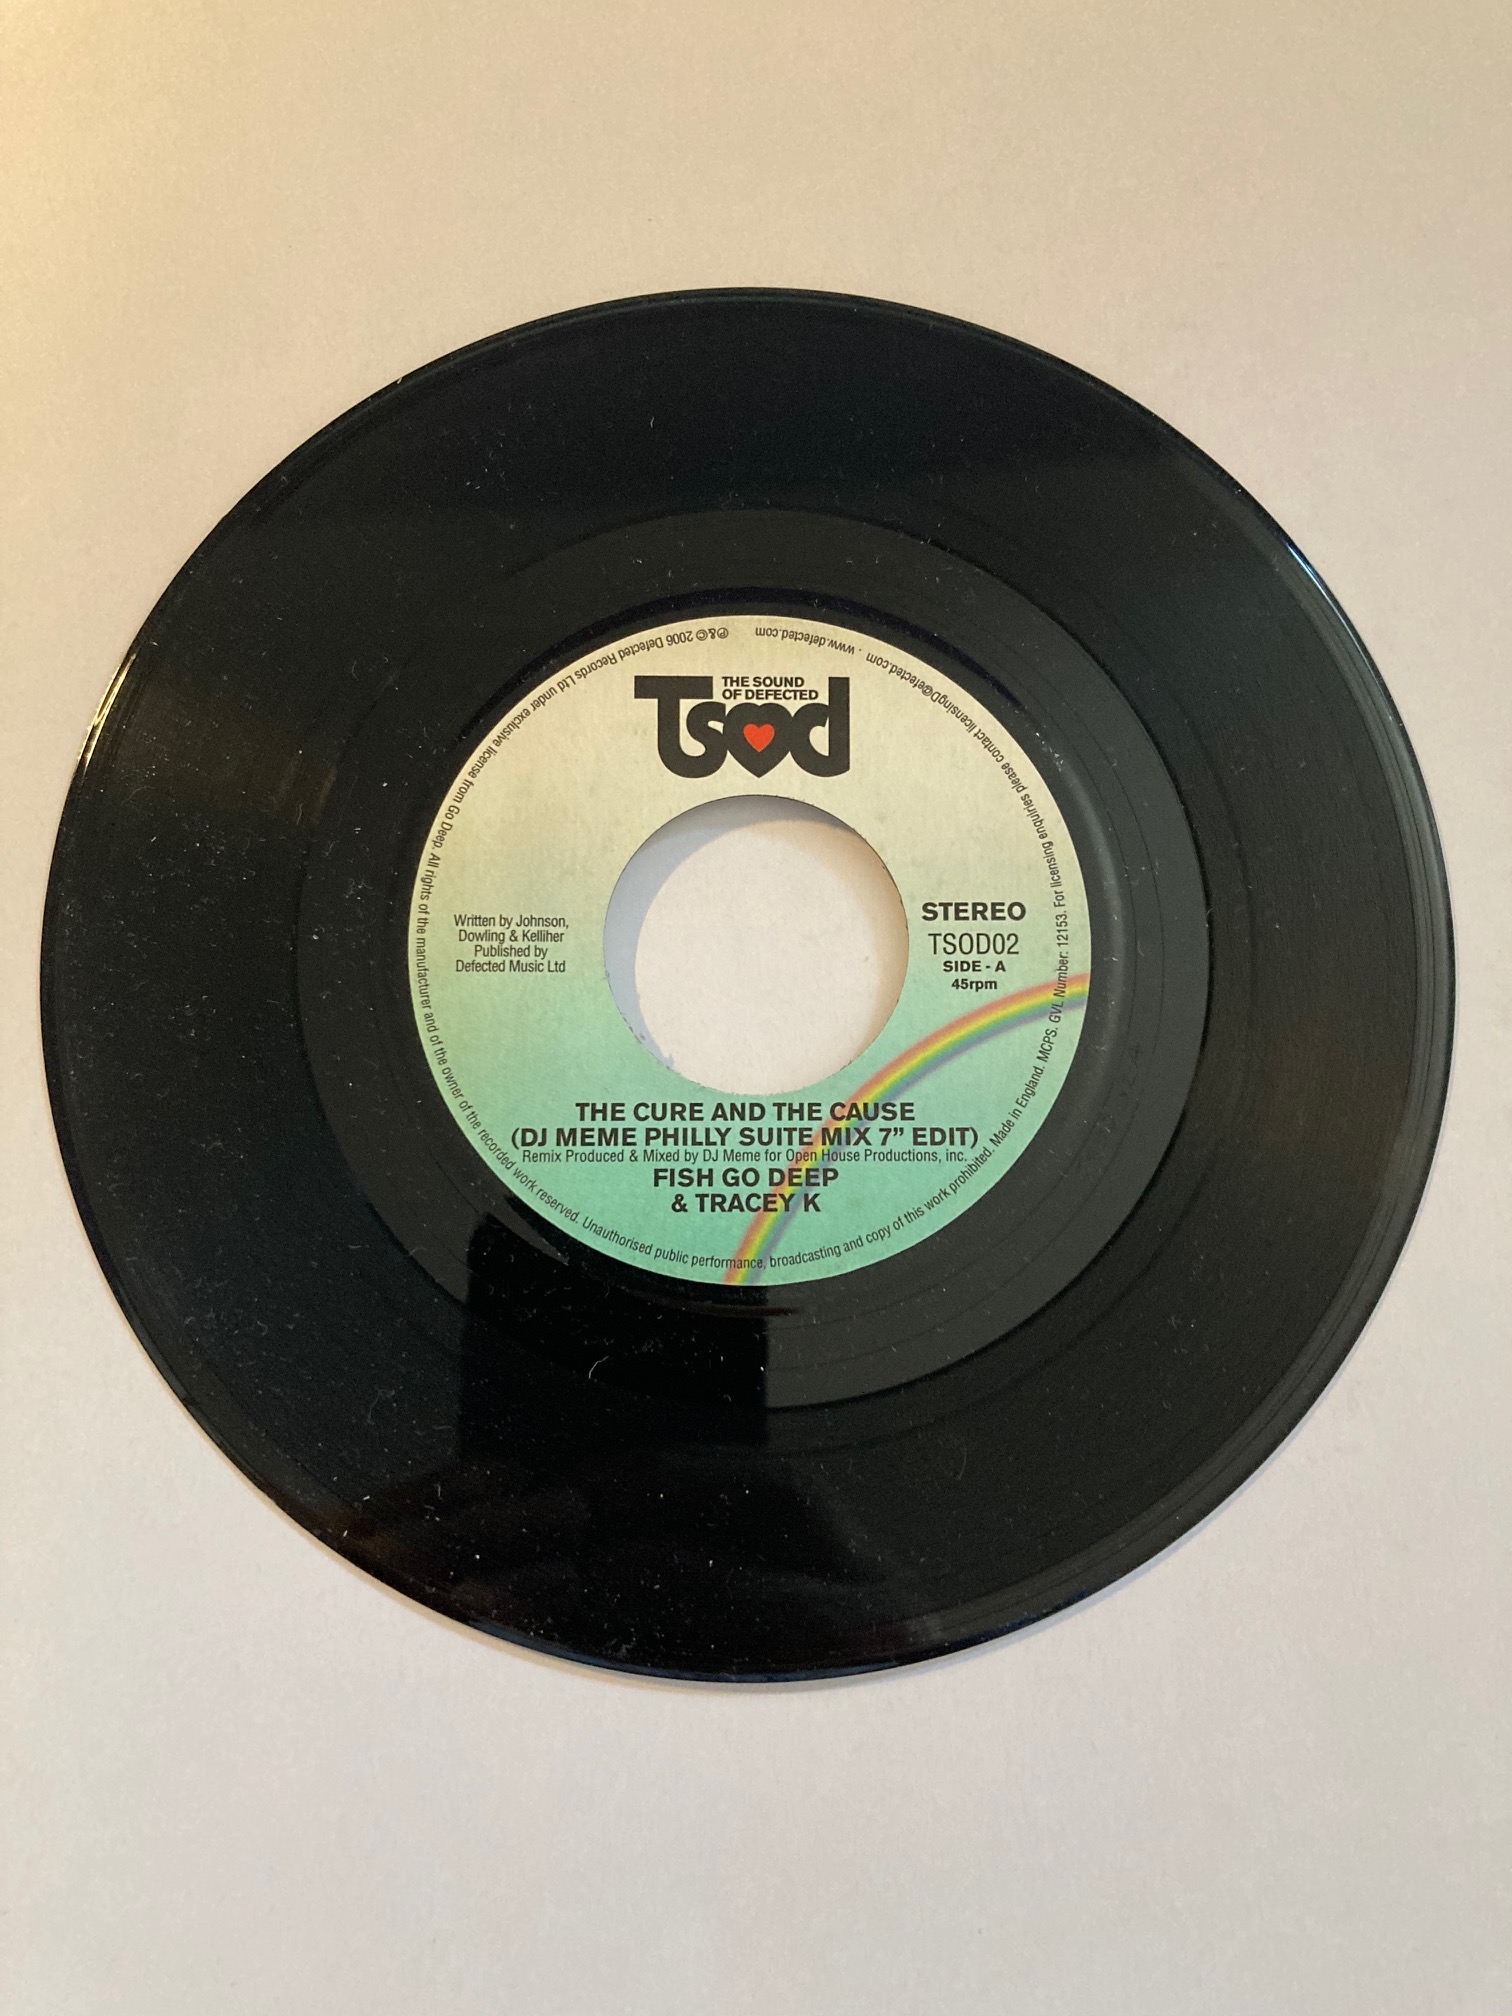 THE SOUND
OF DEFECTED
Tsod
Written by Johnson,
Dowling & Kelliher
Published by
Defected Music Ltd
STEREO
TSOD02
SIDE - A
45rpm
THE CURE AND THE CAUSE
(DJ MEME PHILLY SUITE MIX 7” EDIT)
Remix Produced & Mixed by DJ Meme for Open House Productions, inc.
FISH GO DEEP
& TRACEY K
℗&© 2006 Defected Records Ltd under exclusive license from Go Deep. All rights of the manufacturer and of the owner of the recorded work reserved. Unauthorised public performance, broadcasting and copy of this work prohibited. Made in England. MCPS. GVL Number: 12153. For licensing enquiries please contact licensingD@defected.com . www.defected.com